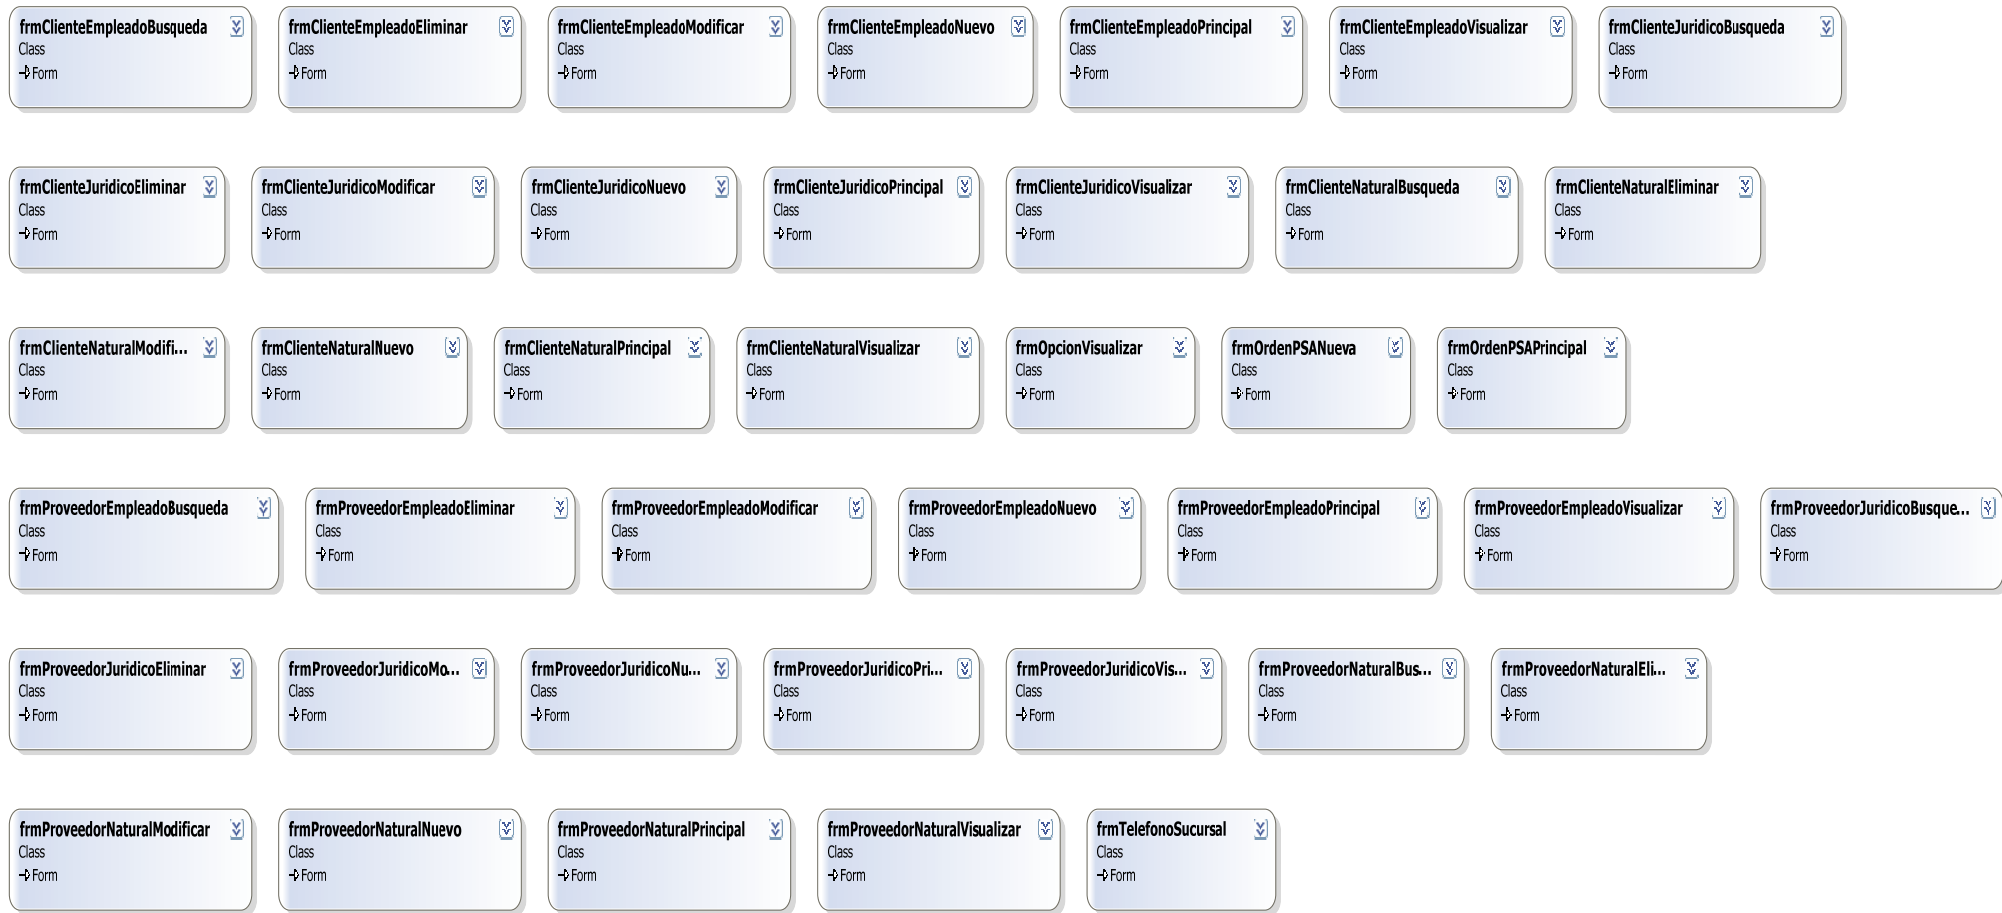 frmClienteEmpleadoBusqueda
Class
Form
frmClienteEmpleadoEliminar
Class
Form
frmClienteEmpleadoModificar
Class
Form
frmClienteEmpleadoNuevo
Class
Form
frmClienteEmpleadoPrincipal
Class
Form
frmClienteEmpleadoVisualizar
Class
Form
frmClienteJuridicoBusqueda
Class
Form
frmClienteJuridicoEliminar
Class
Form
frmClienteJuridicoModificar
Class
Form
frmClienteJuridicoNuevo
Class
Form
frmClienteJuridicoPrincipal
Class
Form
frmClienteJuridicoVisualizar
Class
Form
frmClienteNaturalBusqueda
Class
Form
frmClienteNaturalEliminar
Class
Form
frmClienteNaturalModifi...
Class
Form
frmClienteNaturalNuevo
Class
Form
frmClienteNaturalPrincipal
Class
Form
frmClienteNaturalVisualizar
Class
Form
frmOpcionVisualizar
Class
Form
frmOrdenPSANueva
Class
Form
frmOrdenPSAPrincipal
Class
Form
frmProveedorEmpleadoBusqueda
Class
Form
frmProveedorEmpleadoEliminar
Class
Form
frmProveedorEmpleadoModificar
Class
Form
frmProveedorEmpleadoNuevo
Class
Form
frmProveedorEmpleadoPrincipal
Class
Form
frmProveedorEmpleadoVisualizar
Class
Form
frmProveedorJuridicoBusque...
Class
Form
frmProveedorJuridicoEliminar
Class
Form
frmProveedorJuridicoMo...
Class
Form
frmProveedorJuridicoNu...
Class
Form
frmProveedorJuridicoPri...
Class
Form
frmProveedorJuridicoVis...
Class
Form
frmProveedorNaturalBus...
Class
Form
frmProveedorNaturalEli...
Class
Form
frmProveedorNaturalModificar
Class
Form
frmProveedorNaturalNuevo
Class
Form
frmProveedorNaturalPrincipal
Class
Form
frmProveedorNaturalVisualizar
Class
Form
frmTelefonoSucursal
Class
Form